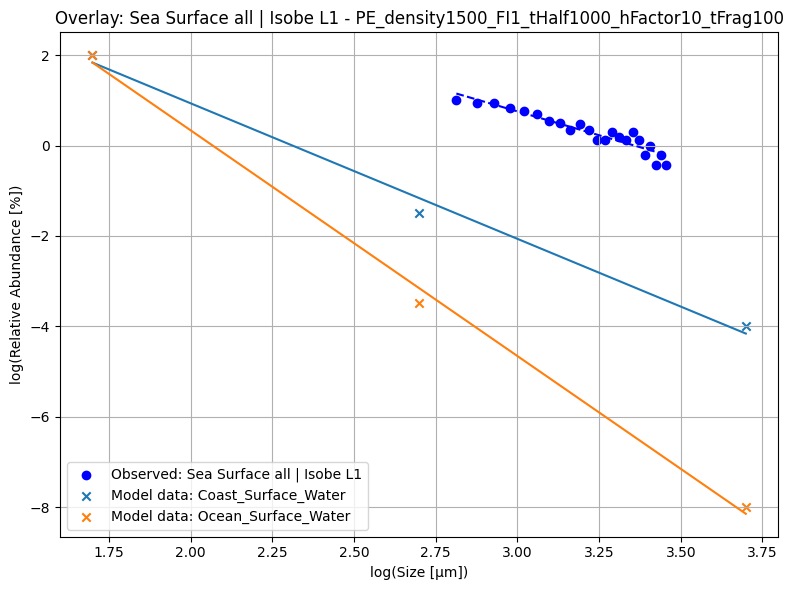 Overlay: Sea Surface all | Isobe L1 - PE_density1500_FI1_tHalf1000_hFactor10_tFrag100
log(Relative Abundance [%])
2
0
−2
−4
−6
−8
Observed: Sea Surface all | Isobe L1
Model data: Coast_Surface_Water
Model data: Ocean_Surface_Water
1.75 2.00 2.25 2.50 2.75 3.00 3.25 3.50 3.75
log(Size [µm])